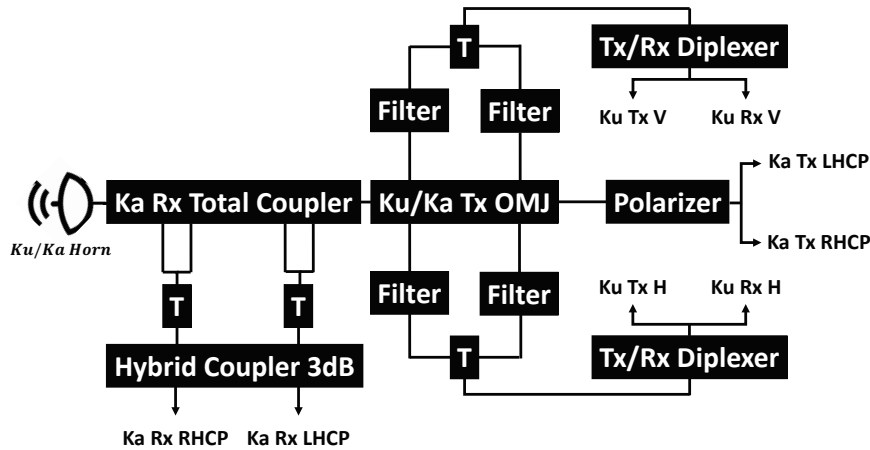 T
Tx/Rx Diplexer
Filter
Filter
Ku Tx V
Ku Rx V
Ka Tx LHCP
Ka Rx Total Coupler
Ku/Ka Tx OMJ
Polarizer
Ku/Ka Horn
Ka Tx RHCP
Filter
Filter
Ku Tx H
Ku Rx H
T
T
T
Tx/Rx Diplexer
Hybrid Coupler 3dB
Ka Rx RHCP
Ka Rx LHCP